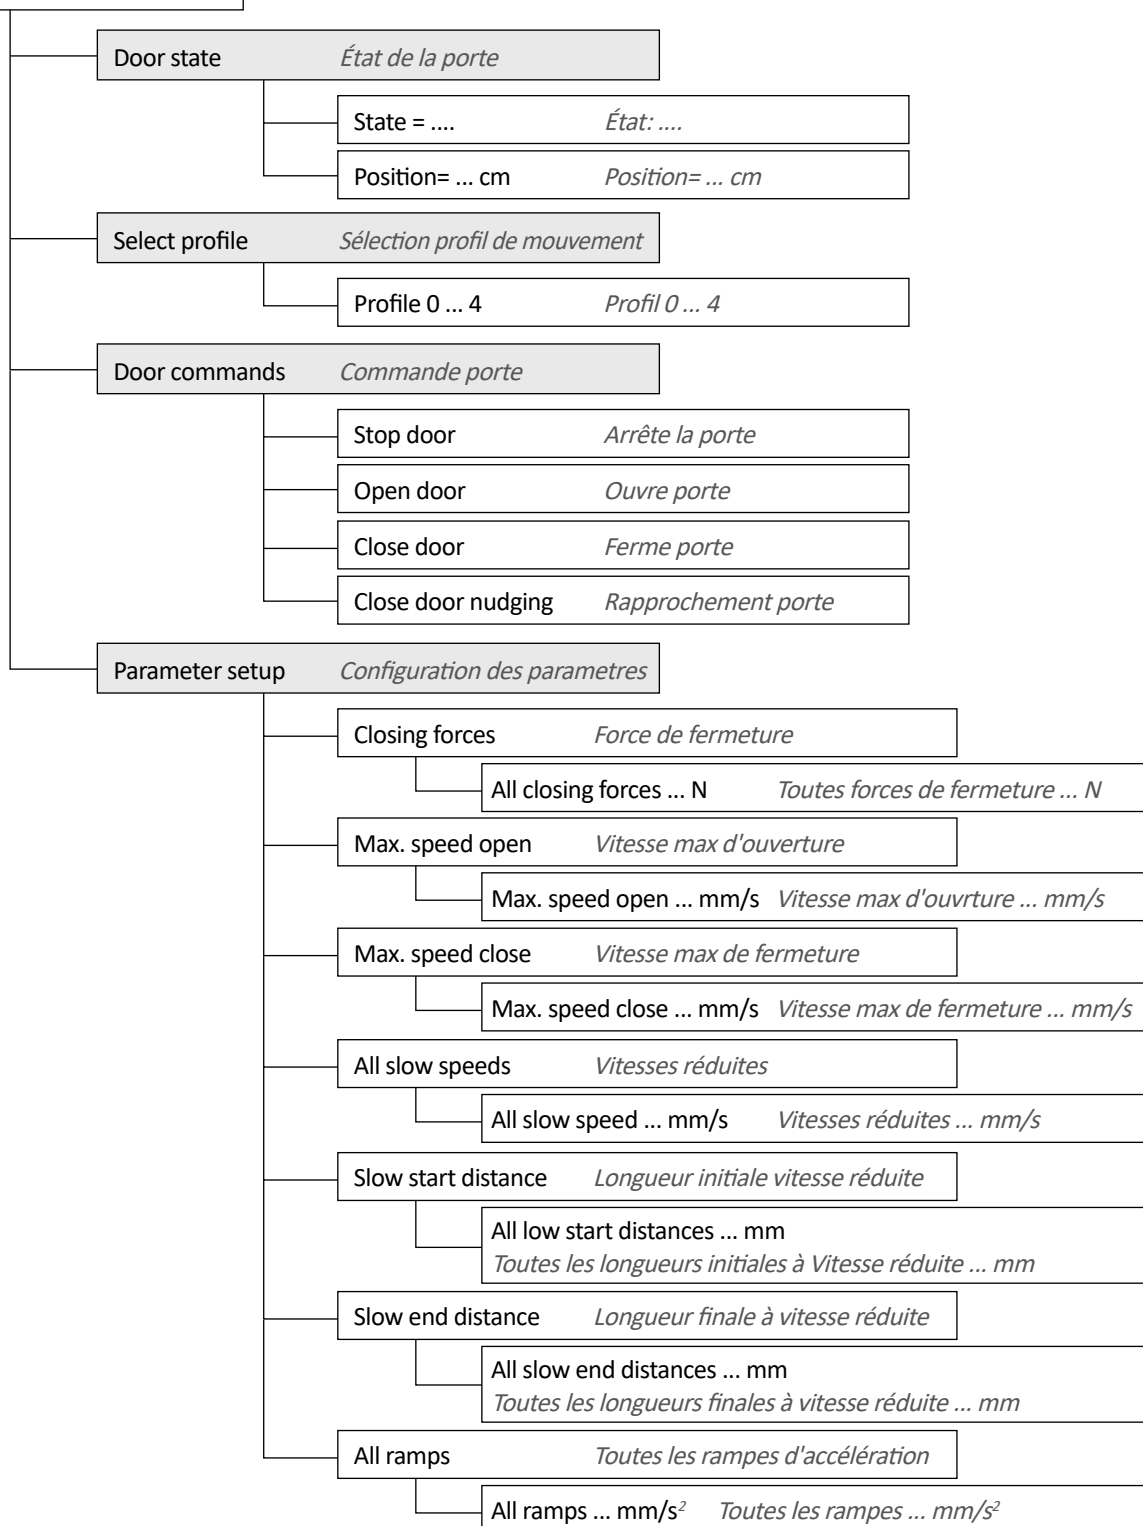 Door state État de la porte
State = .... État: ....
Position= ... cm Position= ... cm
Select profile Sélection profil de mouvement
Profile 0 ... 4 Profil 0 ... 4
Door commands Commande porte
Stop door Arrête la porte
Open door Ouvre porte
Close door Ferme porte
Close door nudging Rapprochement porte
Parameter setup Configuration des parametres
Closing forces Force de fermeture
All closing forces ... N Toutes forces de fermeture ... N
Max. speed open Vitesse max d'ouverture
Max. speed open ... mm/s Vitesse max d'ouvrture ... mm/s
Max. speed close Vitesse max de fermeture
Max. speed close ... mm/s Vitesse max de fermeture ... mm/s
All slow speeds Vitesses réduites
All slow speed ... mm/s Vitesses réduites ... mm/s
Slow start distance Longueur initiale vitesse réduite
All low start distances ... mm
Toutes les longueurs initiales à Vitesse réduite ... mm
Slow end distance Longueur finale à vitesse réduite
All slow end distances ... mm
Toutes les longueurs finales à vitesse réduite ... mm
All ramps Toutes les rampes d'accélération
All ramps ... mm/s² Toutes les rampes ... mm/s²